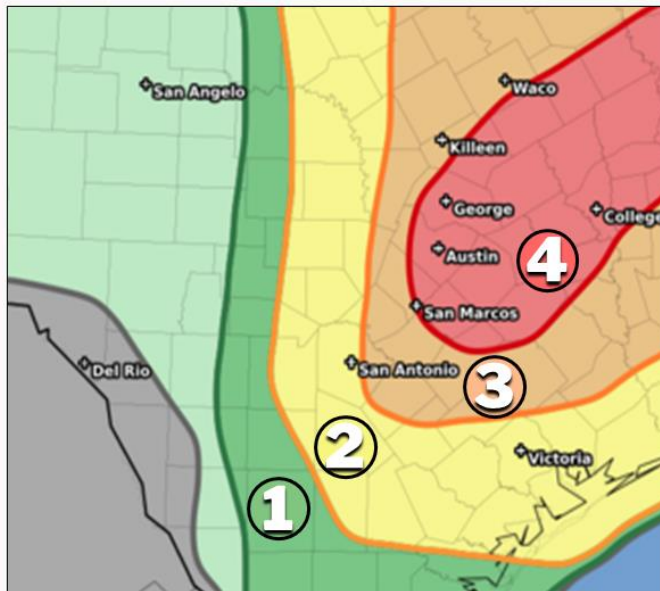 San Angelo
Waco
Killeen
George
College
Austin
4
San Marcos
Del Rio
San Antonio
3
2
Victoria
1